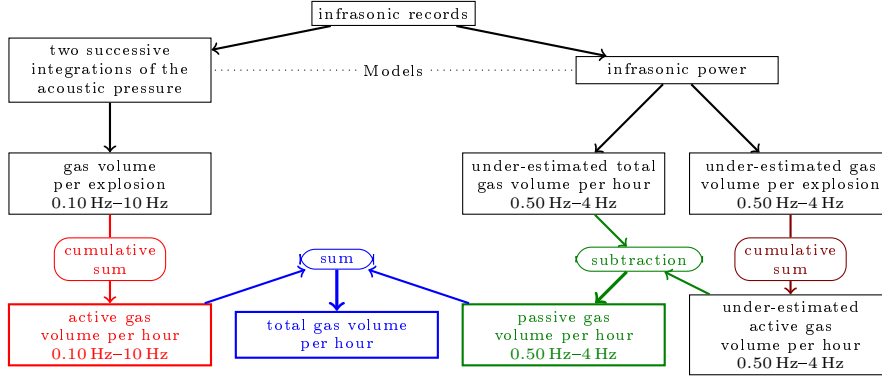 infrasonic records
two successive
integrations of the
acoustic pressure
Models
infrasonic power
gas volume
per explosion
0.10 Hz–10 Hz
under-estimated total
gas volume per hour
0.50 Hz–4 Hz
under-estimated gas
volume per explosion
0.50 Hz–4 Hz
cumulative
sum
sum
subtraction
cumulative
sum
active gas
volume per hour
0.10 Hz–10 Hz
total gas volume
per hour
passive gas
volume per hour
0.50 Hz–4 Hz
under-estimated
active gas
volume per hour
0.50 Hz–4 Hz